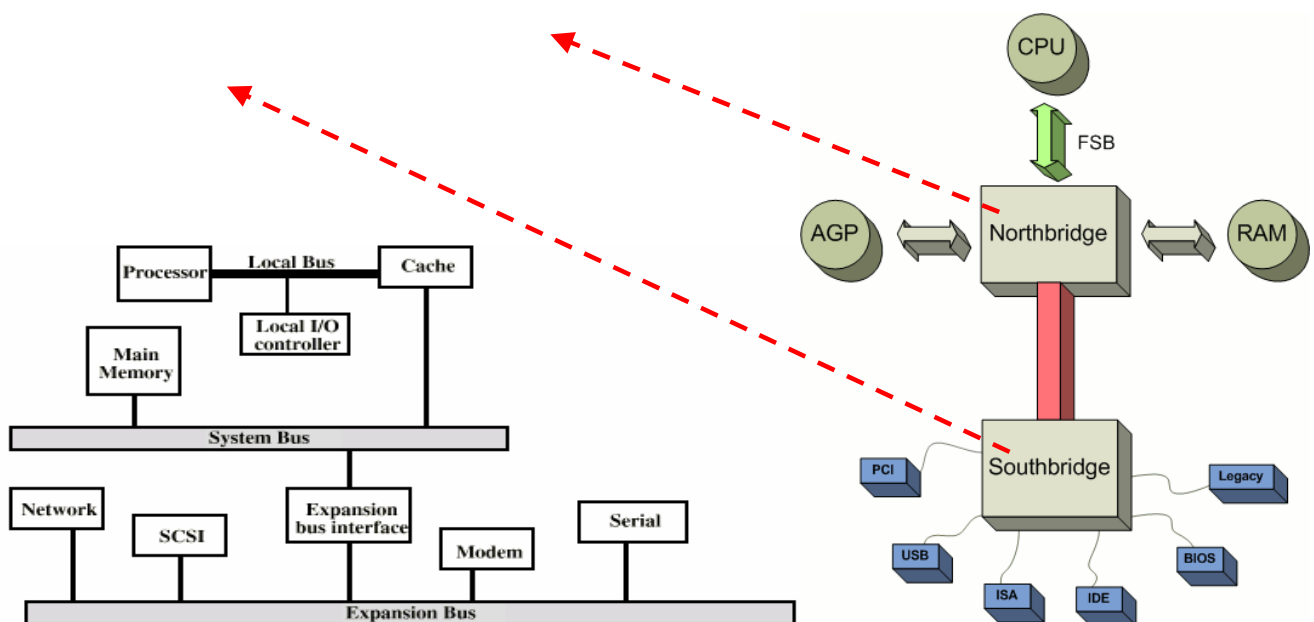 Processor
Local Bus
Cache
Local I/O
controller
Main
Memory
System Bus
Network
SCSI
Expansion
bus interface
Modem
Serial
Expansion Bus
CPU
FSB
AGP
Northbridge
RAM
Southbridge
PCI
Legacy
USB
BIOS
ISA
IDE